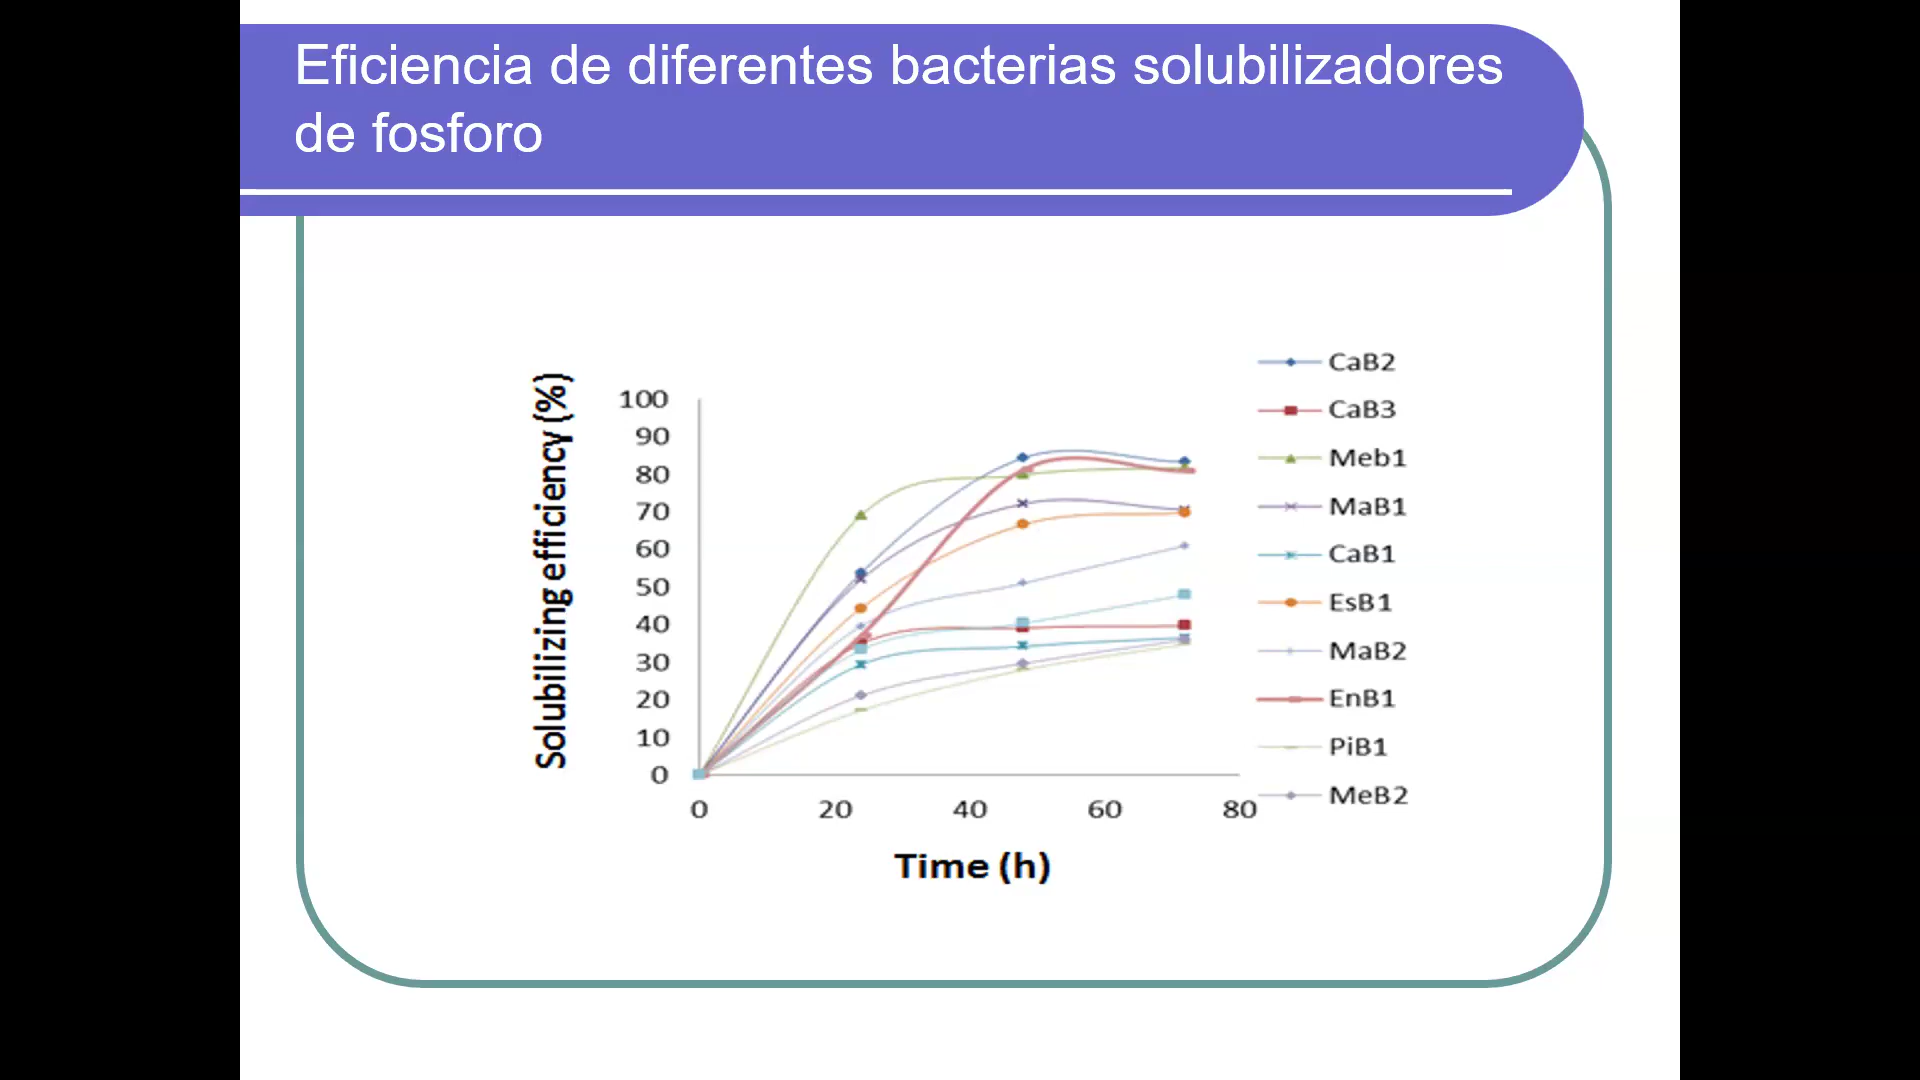 Eficiencia de diferentes bacterias solubilizadores
de fosforo
Solubilizing efficiency (%)
100
90
80
70
60
50
40
30
20
10
0
0 20 40 60 80
Time (h)
CaB2
CaB3
Meb1
MaB1
CaB1
EsB1
MaB2
EnB1
PiB1
MeB2